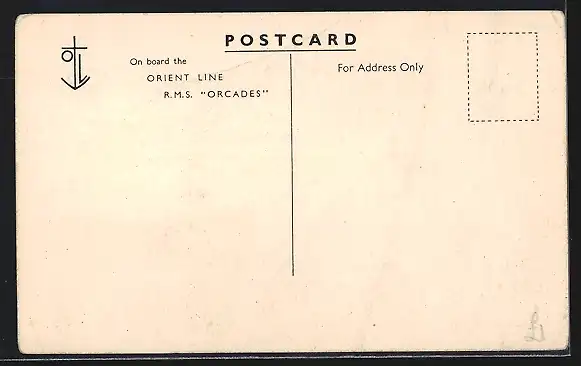 POSTCARD
On board the
ORIENT LINE
R.M.S. "ORCADES"
For Address Only